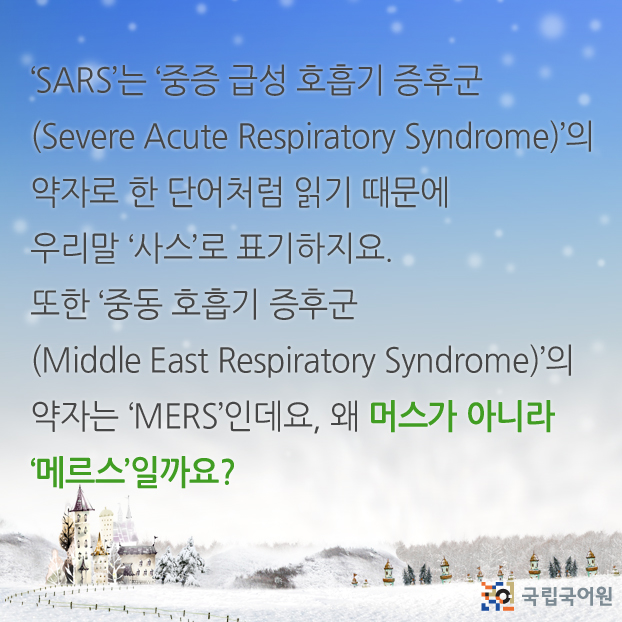 ‘SARS’는 ‘중증 급성 호흡기 증후군
(Severe Acute Respiratory Syndrome)’의
약자로 한 단어처럼 읽기 때문에
우리말 ‘사스’로 표기하지요.
또한 ‘중동 호흡기 증후군
(Middle East Respiratory Syndrome)’의
약자는 ‘MERS’인데요, 왜 머스가 아니라
‘메르스’일까요?
국립국어원